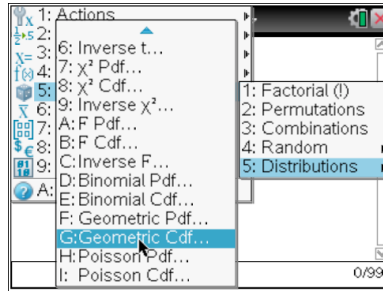 1: Actions
2
3:
4:
5:
6
7:
8:
9:
A:
6: Inverse t...
7: χ² Pdf...
8: χ² Cdf...
9: Inverse χ²...
A: F Pdf...
B: F Cdf...
C: Inverse F...
D: Binomial Pdf...
E: Binomial Cdf...
F: Geometric Pdf...
G: Geometric Cdf...
H: Poisson Pdf...
I: Poisson Cdf...
1: Factorial (!)
2: Permutations
3: Combinations
4: Random
5: Distributions
0/99